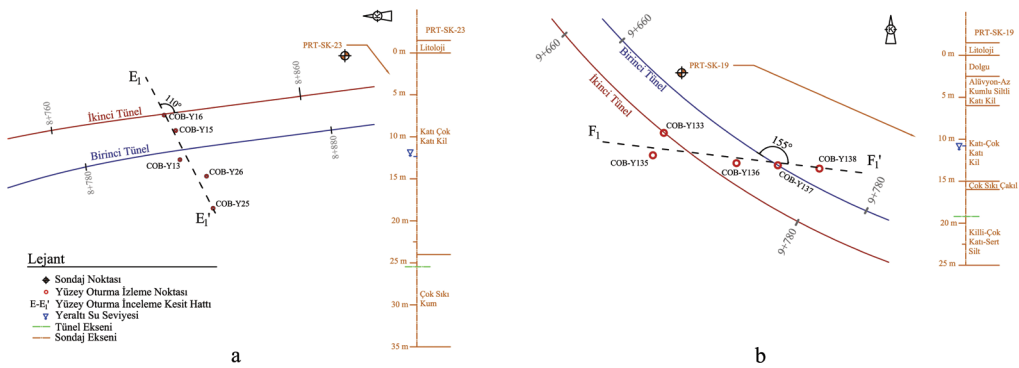 PRT-SK-23
PRT-SK-23
Litoloji
0 m
5 m
10 m
15 m
20 m
25 m
30 m
35 m
Katı Çok
Katı Kil
Çok Sıkı
Kum
E₁
110°
COB-Y16
COB-Y15
COB-Y13
COB-Y26
COB-Y25
E₁'
İkinci Tünel
Birinci Tünel
8+760
8+860
8+780
8+880
Lejant
Sondaj Noktası
Yüzey Oturma İzleme Noktası
E-E₁' Yüzey Oturma İnceleme Kesit Hattı
Yeraltı Su Seviyesi
Tünel Ekseni
Sondaj Ekseni
a
K
9+660
9+660
Birinci Tünel
İkinci Tünel
PRT-SK-19
F₁
COB-Y133
COB-Y135
COB-Y136
155°
COB-Y137
COB-Y138
F₁'
9+780
9+780
PRT-SK-19
Litoloji
0 m
Dolgu
Alüvyon-Az
Kumlu Siltli
Katı Kil
5 m
10 m
Katı-Çok
Katı
Kil
15 m
Çok Sıkı Çakıl
20 m
Killi-Çok
Katı-Sert
Silt
25 m
b